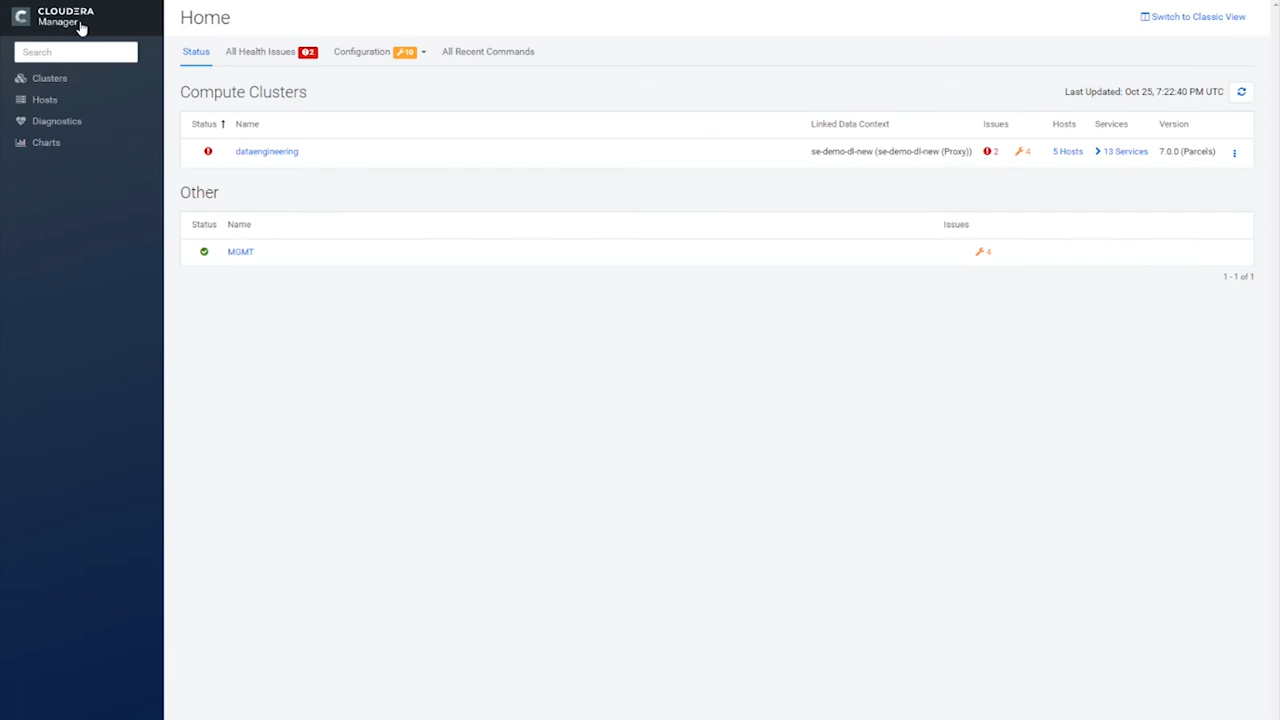 CLOUDERA
Manager
Search
Clusters
Hosts
Diagnostics
Charts
Home
Switch to Classic View
Status
All Health Issues 2
Configuration 10
All Recent Commands
Compute Clusters
Last Updated: Oct 25, 7:22:40 PM UTC
Status Name Linked Data Context Issues Hosts Services Version
dataengineering se-demo-dl-new (se-demo-dl-new (Proxy)) 2 4 5 Hosts 13 Services 7.0.0 (Parcels)
Other
Status Name Issues
MGMT 4
1 - 1 of 1